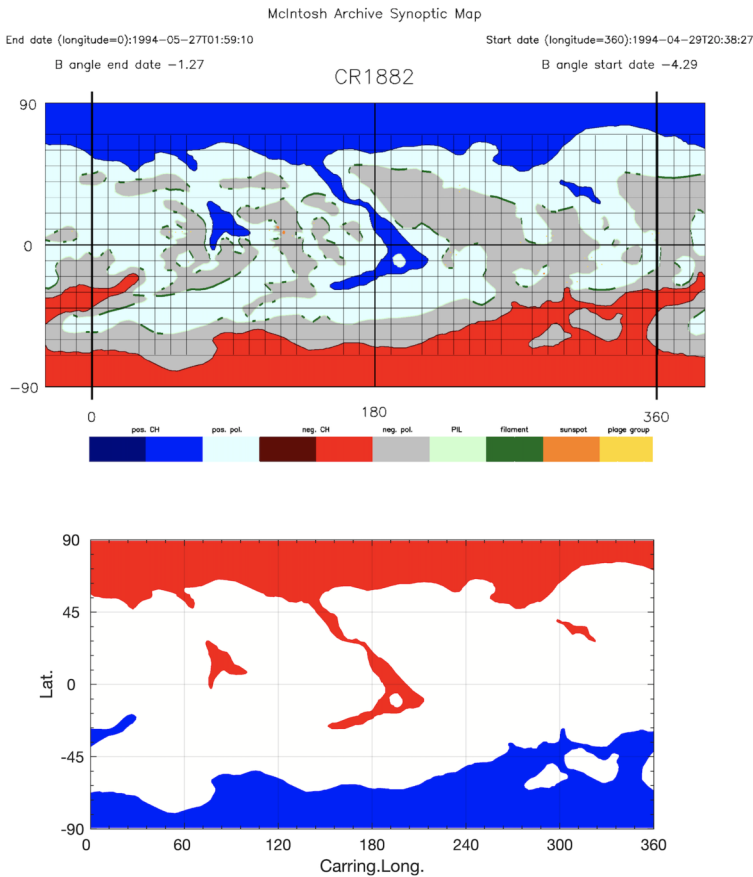 McIntosh Archive Synoptic Map
End date (longitude=0):1994-05-27T01:59:10
Start date (longitude=360):1994-04-29T20:38:27
B angle end date -1.27
B angle start date -4.29
CR1882
90
0
-90
0
180
360
pos. CH
pos. pol.
neg. CH
neg. pol.
PIL
filament
sunspot
plage group
90
45
0
-45
-90
Lat.
0
60
120
180
240
300
360
Carring.Long.